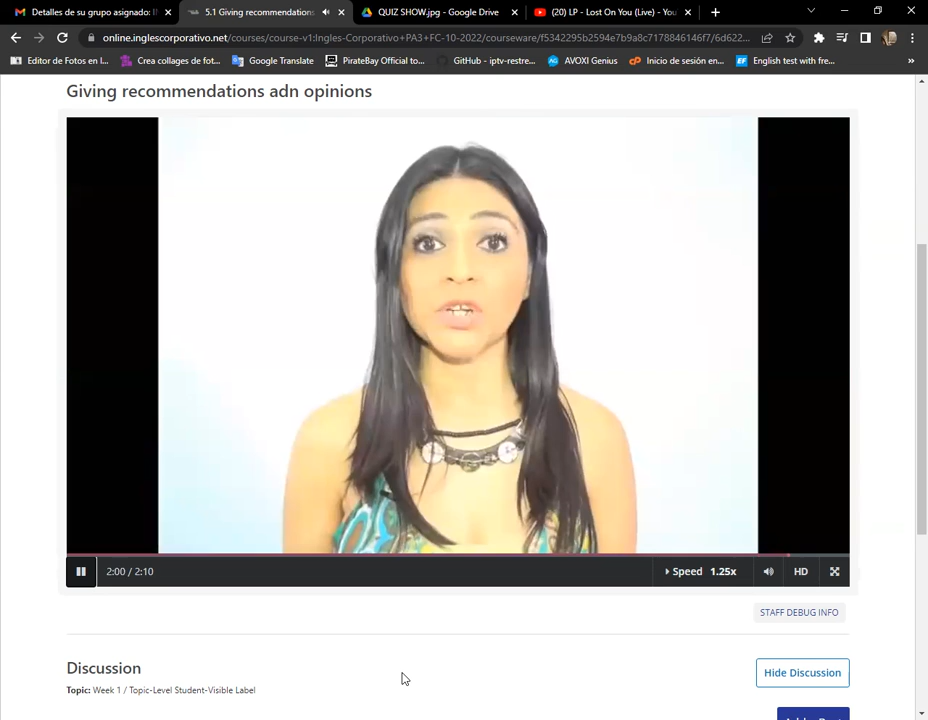 Detalles de su grupo asignado: I
5.1 Giving recommendations
QUIZ SHOW.jpg - Google Drive
(20) LP - Lost On You (Live) - You
online.inglescorporativo.net/courses/course-v1:Ingles-Corporativo+PA3+FC-10-2022/courseware/f5342295b2594e7b9a8c7178846146f7/6d622...
Editor de Fotos en l...
Crea collages de fot...
Google Translate
PirateBay Official to...
GitHub - iptv-restre...
AVOXI Genius
Inicio de sesión en...
English test with fre...
»
Giving recommendations adn opinions
2:00 / 2:10
Speed 1.25x
HD
STAFF DEBUG INFO
Discussion
Hide Discussion
Topic: Week 1 / Topic-Level Student-Visible Label